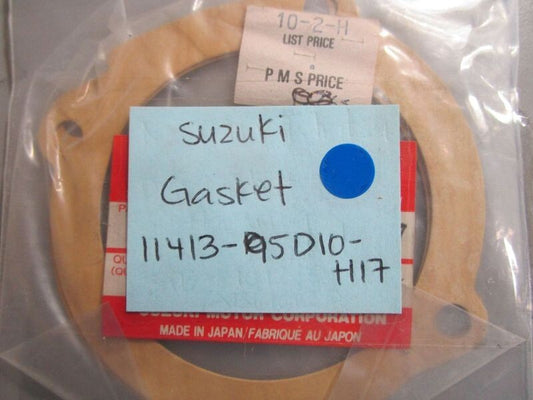 10-2-H
LIST PRICE
P M S PRICE
Suzuki
Gasket
11413-95D10-
H17
SUZUKI MOTOR CORPORATION
MADE IN JAPAN/FABRIQUÉ AU JAPON